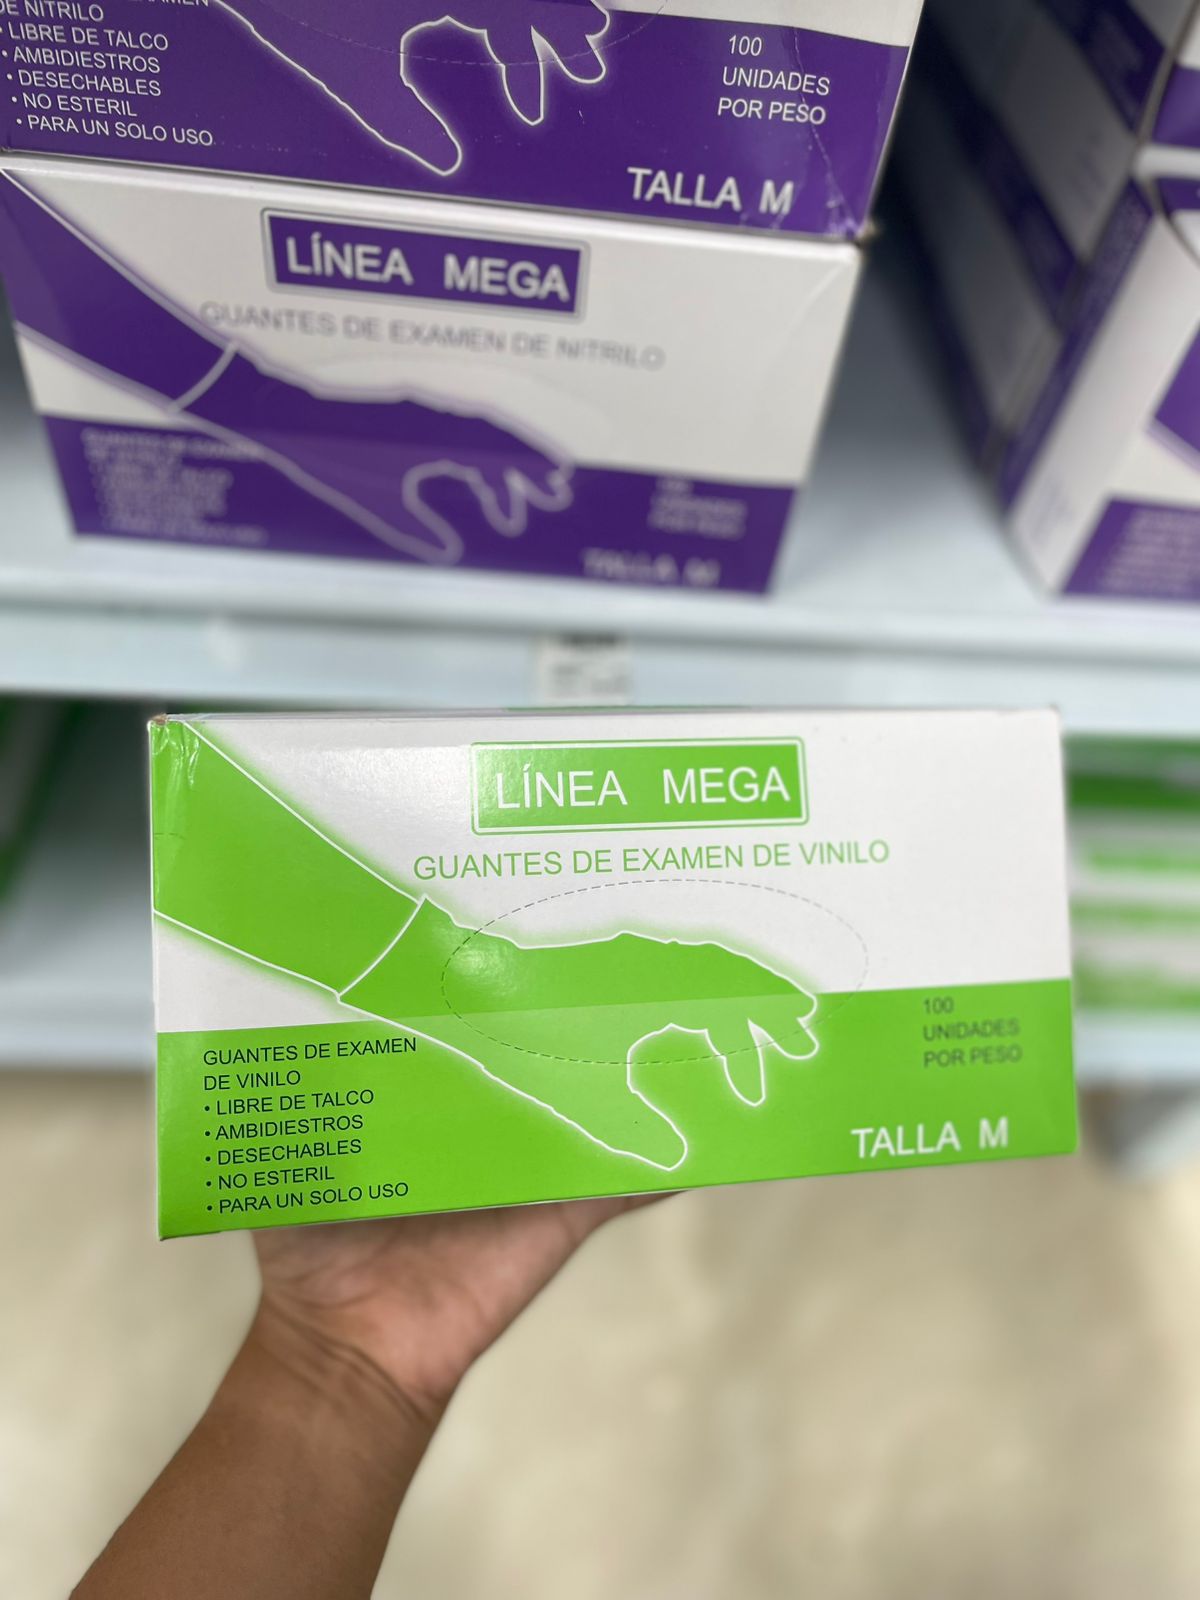 DE NITRILO
• LIBRE DE TALCO
• AMBIDIESTROS
• DESECHABLES
• NO ESTERIL
• PARA UN SOLO USO
100
UNIDADES
POR PESO
TALLA M
LÍNEA MEGA
GUANTES DE EXAMEN DE NITRILO
TALLA M
LÍNEA MEGA
GUANTES DE EXAMEN DE VINILO
GUANTES DE EXAMEN
DE VINILO
• LIBRE DE TALCO
• AMBIDIESTROS
• DESECHABLES
• NO ESTERIL
• PARA UN SOLO USO
100
UNIDADES
POR PESO
TALLA M